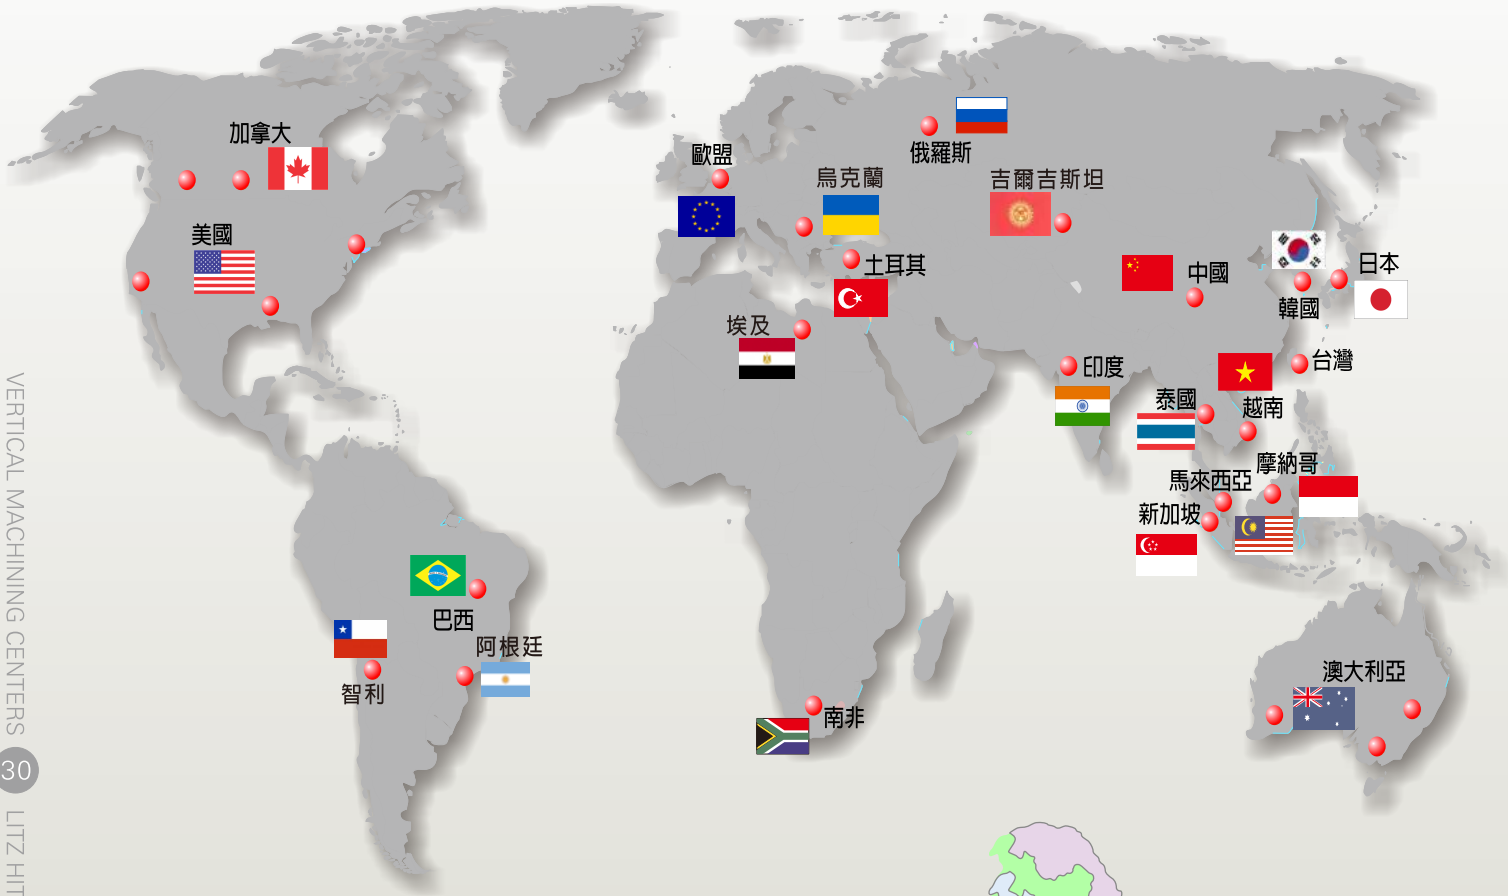 加拿大
美國
歐盟
俄羅斯
烏克蘭
吉爾吉斯坦
土耳其
埃及
中國
韓國
日本
印度
台灣
泰國
越南
摩納哥
馬來西亞
新加坡
巴西
阿根廷
智利
南非
澳大利亞
VERTICAL MACHINING CENTERS
30
LITZ HIT